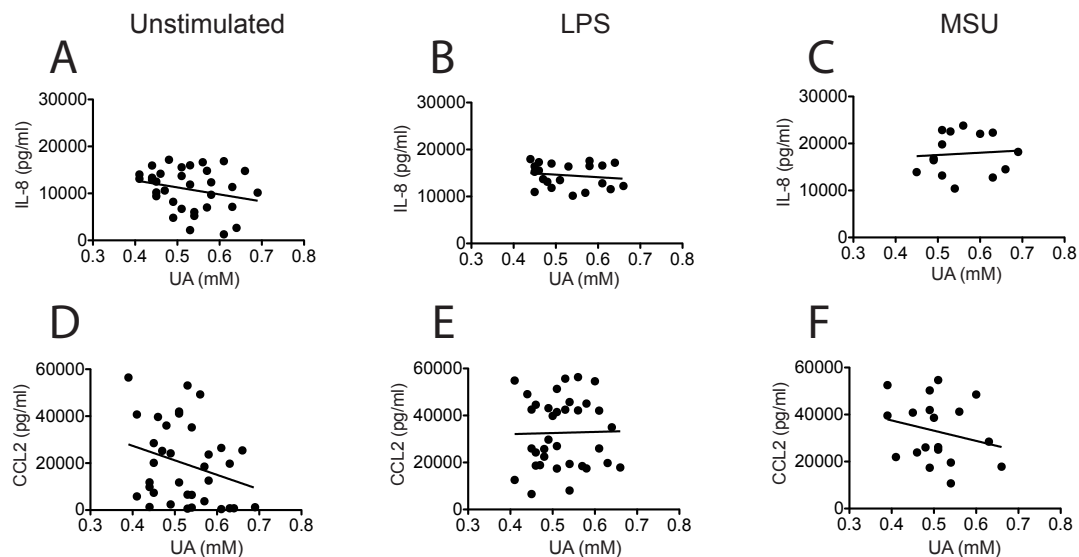 Unstimulated LPS MSU
A B C
30000 30000 30000
20000 20000 20000
10000 10000 10000
0 0 0
IL-8 (pg/ml) IL-8 (pg/ml) IL-8 (pg/ml)
0.3 0.4 0.5 0.6 0.7 0.8 0.3 0.4 0.5 0.6 0.7 0.8 0.3 0.4 0.5 0.6 0.7 0.8
UA (mM) UA (mM) UA (mM)
D E F
60000 60000 60000
40000 40000 40000
20000 20000 20000
0 0 0
CCL2 (pg/ml) CCL2 (pg/ml) CCL2 (pg/ml)
0.3 0.4 0.5 0.6 0.7 0.8 0.3 0.4 0.5 0.6 0.7 0.8 0.3 0.4 0.5 0.6 0.7 0.8
UA (mM) UA (mM) UA (mM)